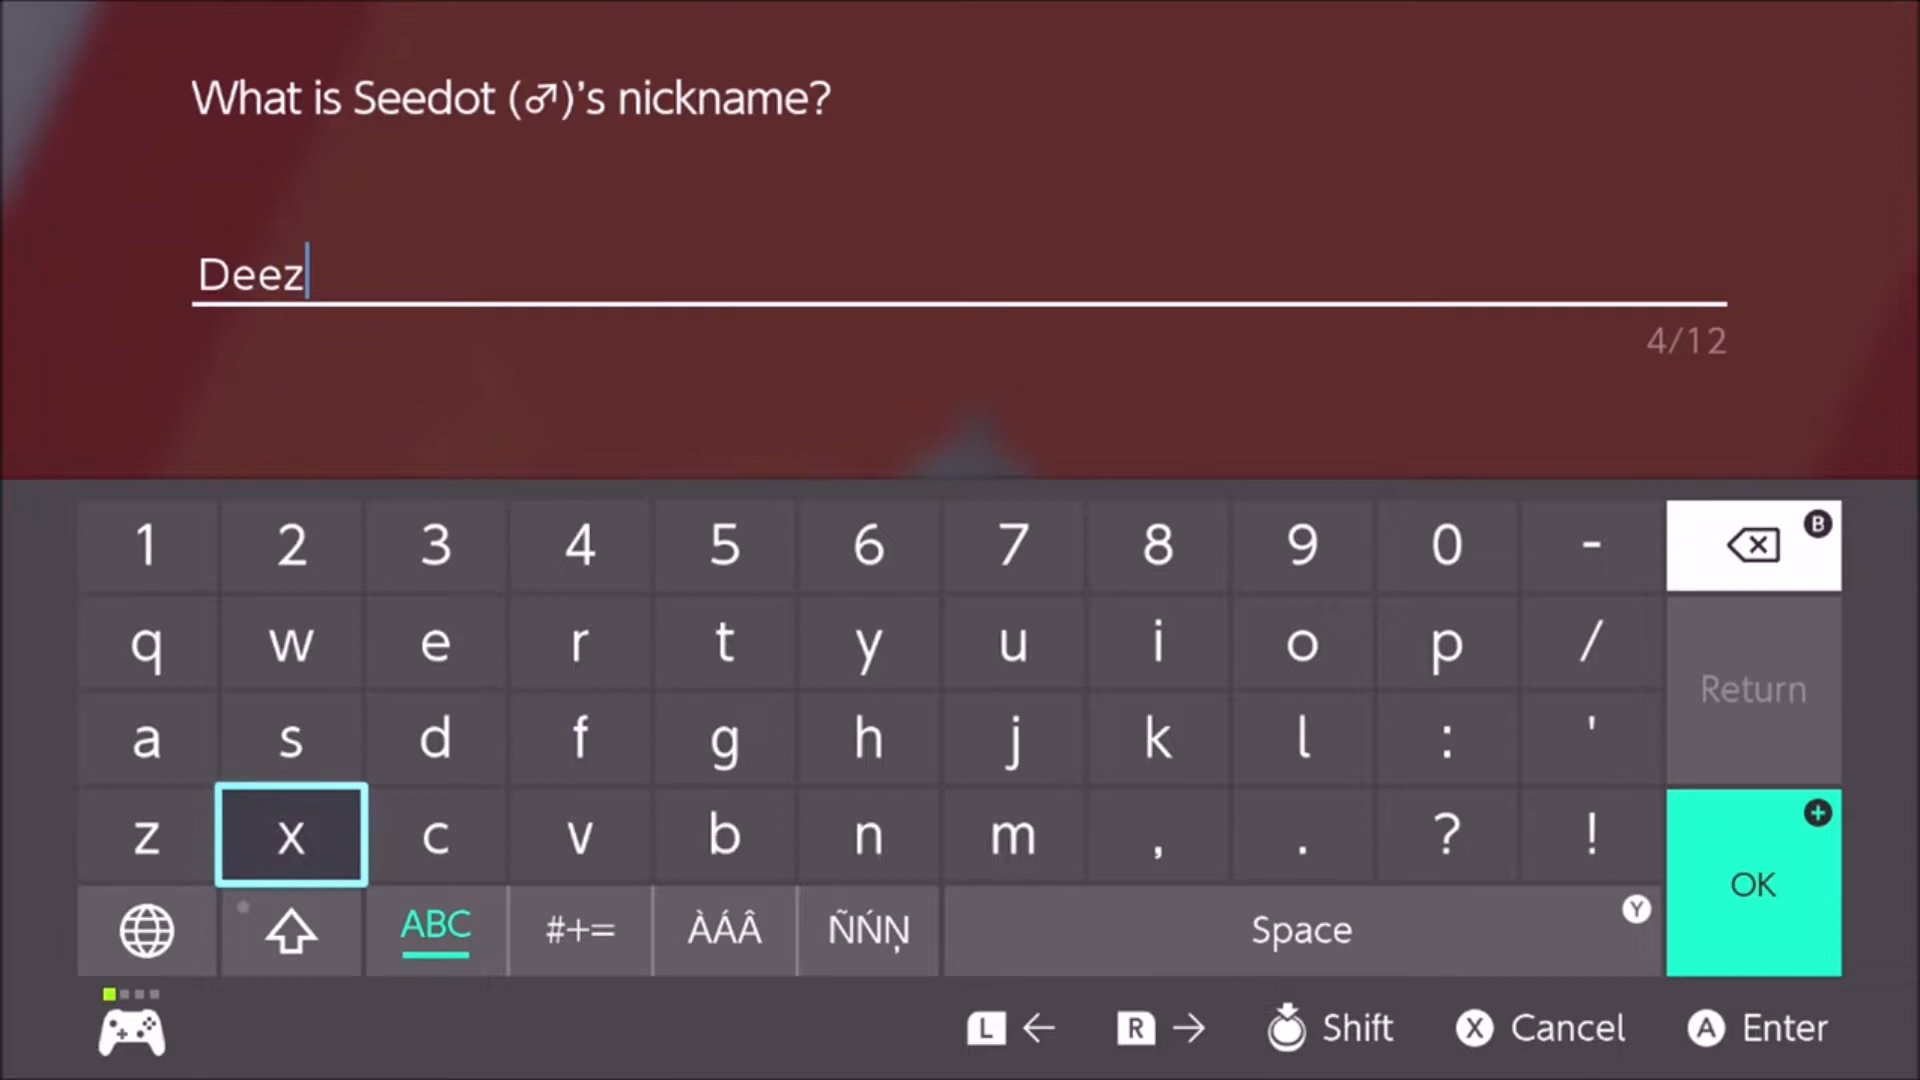 What is Seedot (♂)'s nickname?
Deez
4/12
1 2 3 4 5 6 7 8 9 0 - B
q w e r t y u i o p / Return
a s d f g h j k l : '
z x c v b n m , . ? ! + OK
ABC #+= ÀÁÂ ÑŃŅ Space Y
L ← R → Shift X Cancel A Enter